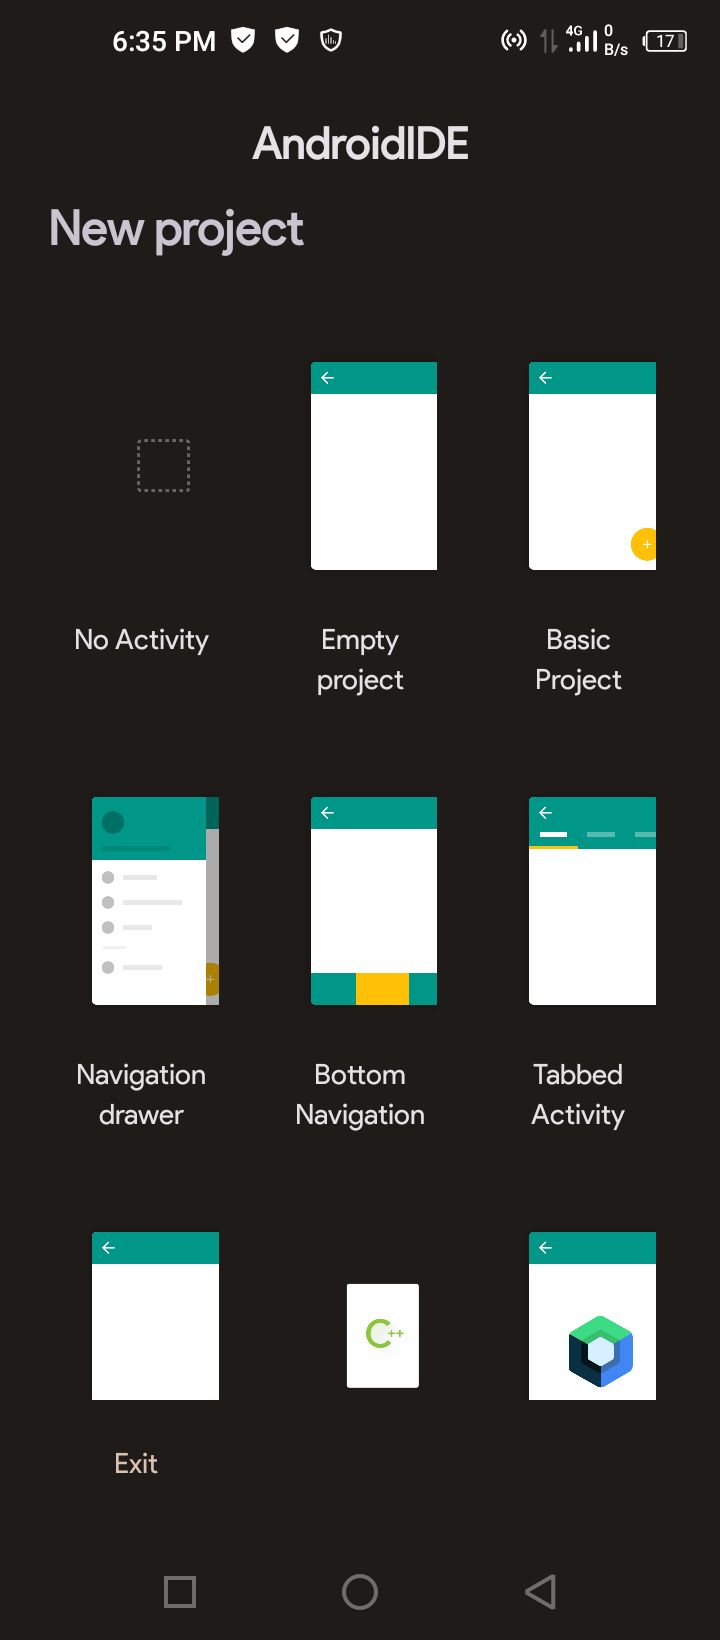 6:35 PM
4G 0 B/s 17
AndroidIDE
New project
No Activity
Empty project
Basic Project
Navigation drawer
Bottom Navigation
Tabbed Activity
C++
Exit